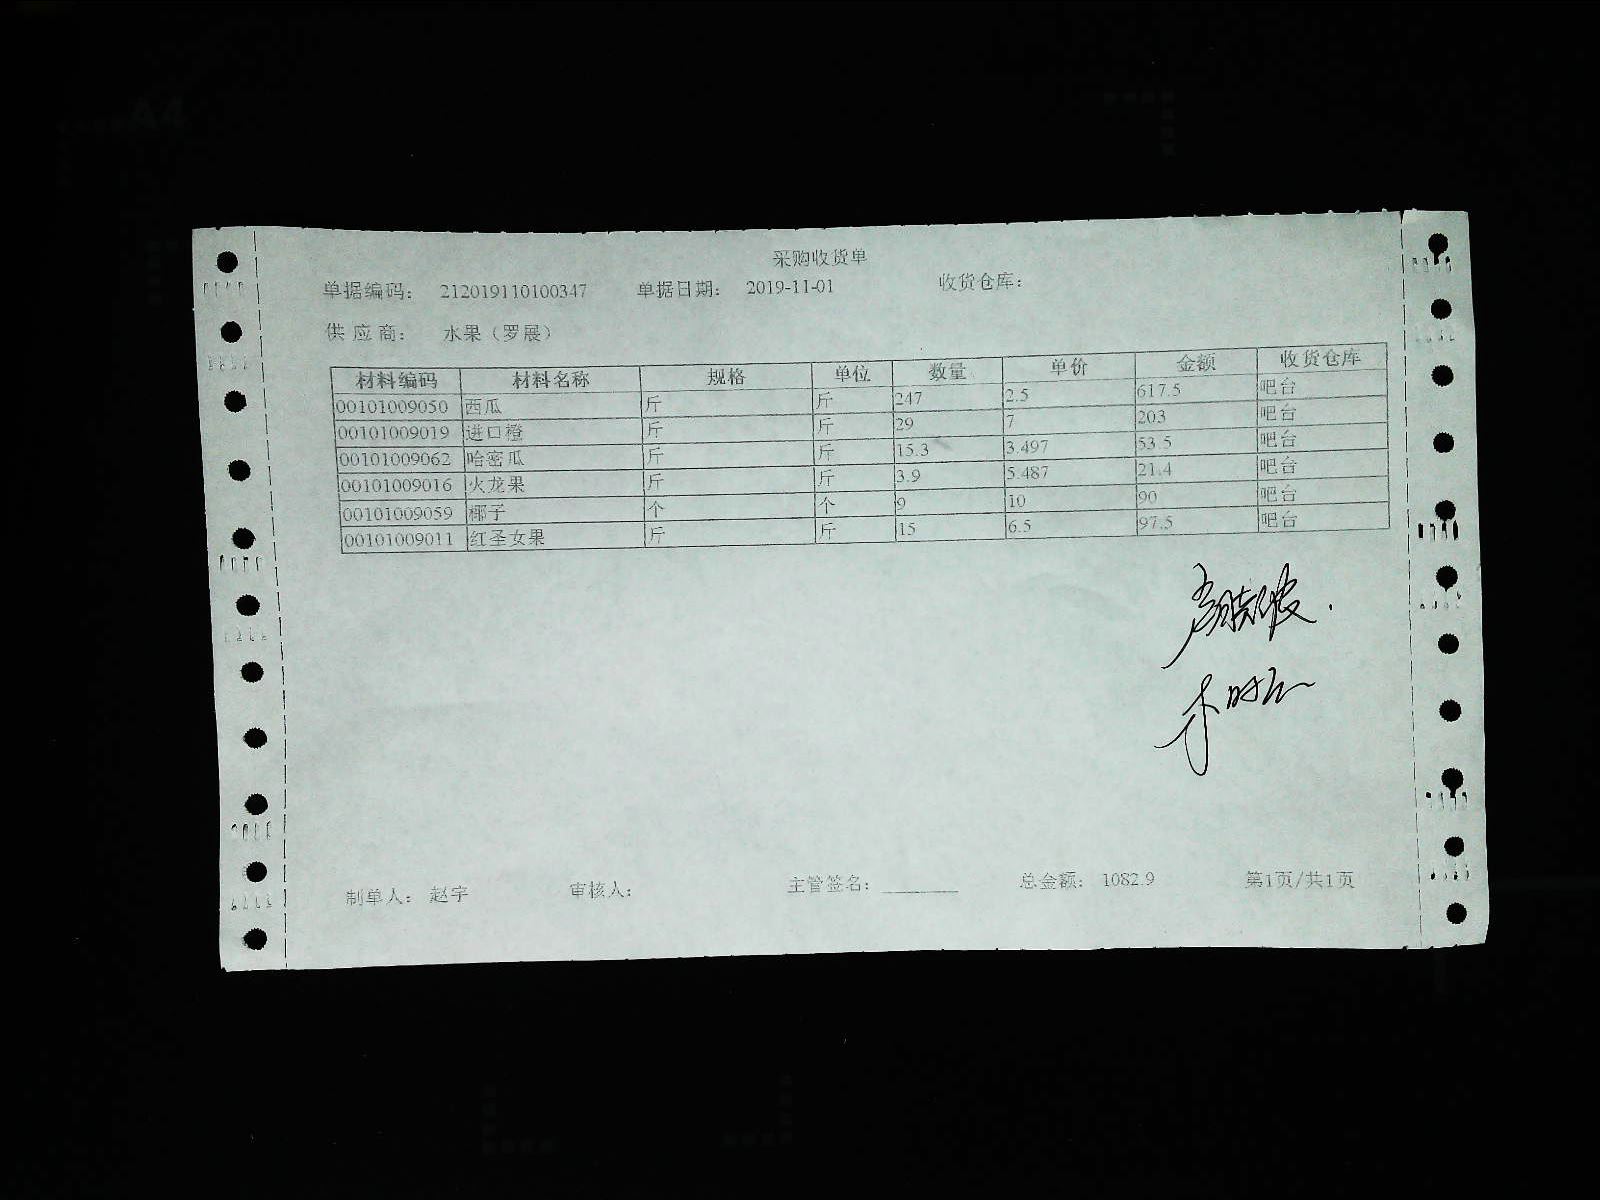 采购收货单
单据编码： 212019110100347 单据日期： 2019-11-01 收货仓库：
供 应 商： 水果（罗展）
材料编码 材料名称 规格 单位 数量 单价 金额 收货仓库
00101009050 西瓜 斤 斤 247 2.5 617.5 吧台
00101009019 进口橙 斤 斤 29 7 203 吧台
00101009062 哈密瓜 斤 斤 15.3 3.497 53.5 吧台
00101009016 火龙果 斤 斤 3.9 5.487 21.4 吧台
00101009059 椰子 个 个 9 10 90 吧台
00101009011 红圣女果 斤 斤 15 6.5 97.5 吧台
制单人： 赵宇 审核人： 主管签名： 总金额： 1082.9 第1页/共1页